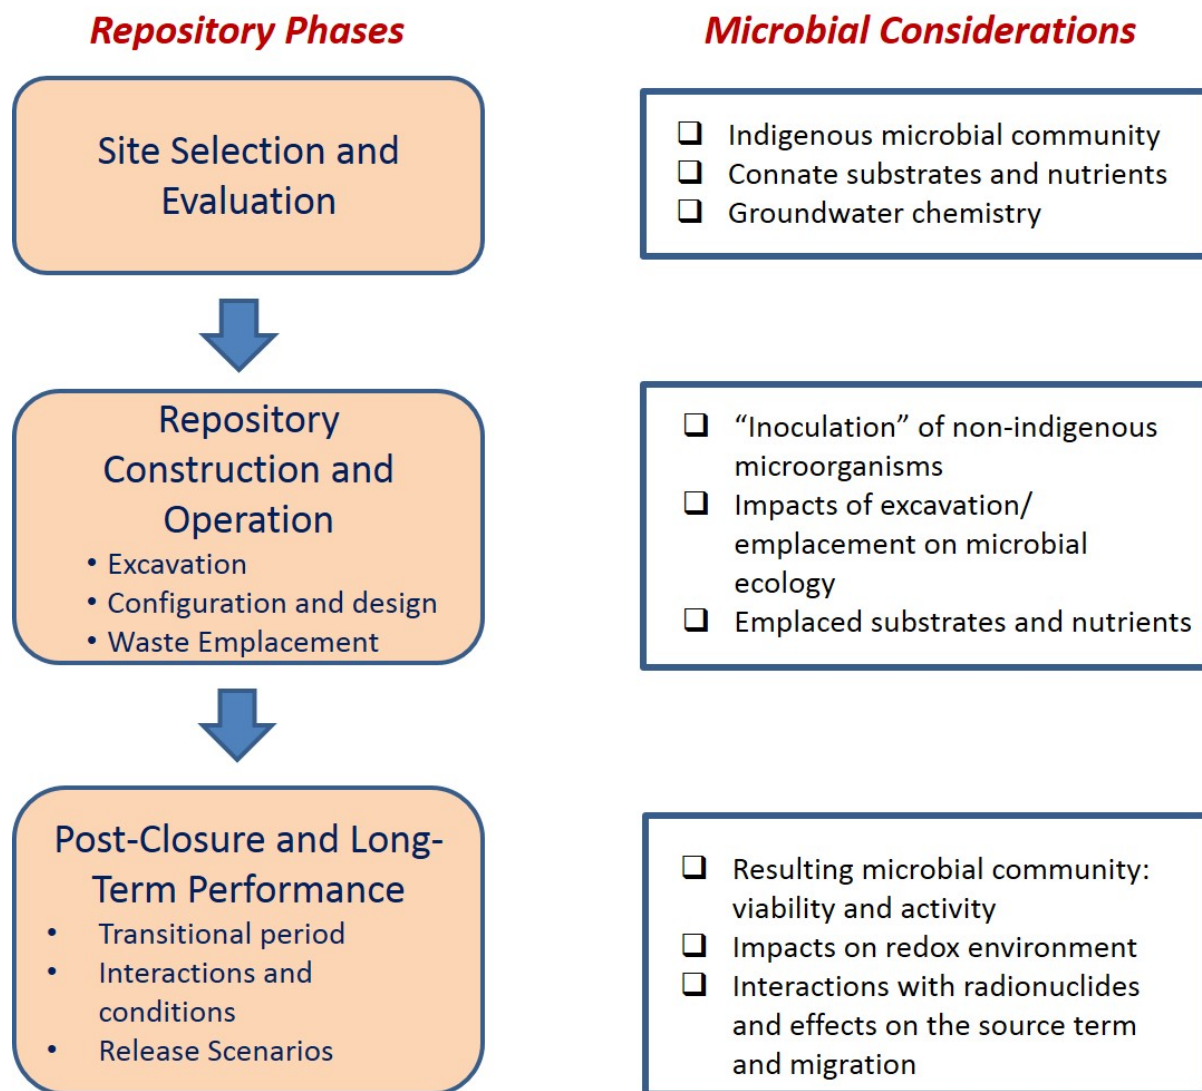 Repository Phases
Microbial Considerations
Site Selection and
Evaluation
❑ Indigenous microbial community
❑ Connate substrates and nutrients
❑ Groundwater chemistry
Repository
Construction and
Operation
• Excavation
• Configuration and design
• Waste Emplacement
❑ “Inoculation” of non-indigenous
microorganisms
❑ Impacts of excavation/
emplacement on microbial
ecology
❑ Emplaced substrates and nutrients
Post-Closure and Long-
Term Performance
• Transitional period
• Interactions and
conditions
• Release Scenarios
❑ Resulting microbial community:
viability and activity
❑ Impacts on redox environment
❑ Interactions with radionuclides
and effects on the source term
and migration